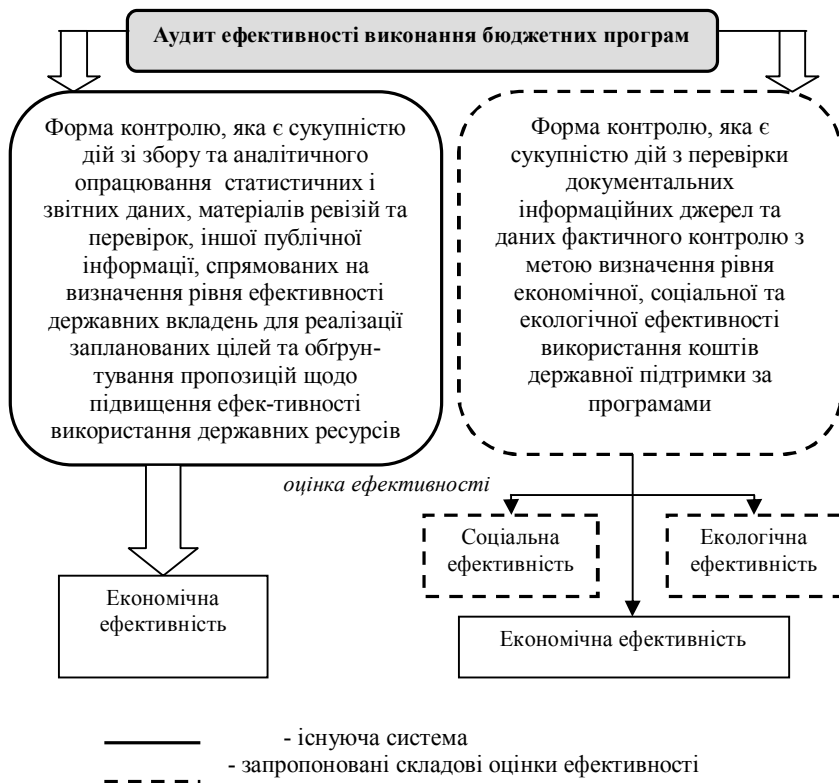 Аудит ефективності виконання бюджетних програм
Форма контролю, яка є сукупністю
дій зі збору та аналітичного
опрацювання статистичних і
звітних даних, матеріалів ревізій та
перевірок, іншої публічної
інформації, спрямованих на
визначення рівня ефективності
державних вкладень для реалізації
запланованих цілей та обґрун-
тування пропозицій щодо
підвищення ефек-тивності
використання державних ресурсів
Форма контролю, яка є
сукупністю дій з перевірки
документальних
інформаційних джерел та
даних фактичного контролю з
метою визначення рівня
економічної, соціальної та
екологічної ефективності
використання коштів
державної підтримки за
програмами
оцінка ефективності
Соціальна
ефективність
Екологічна
ефективність
Економічна
ефективність
Економічна ефективність
- існуюча система
- запропоновані складові оцінки ефективності